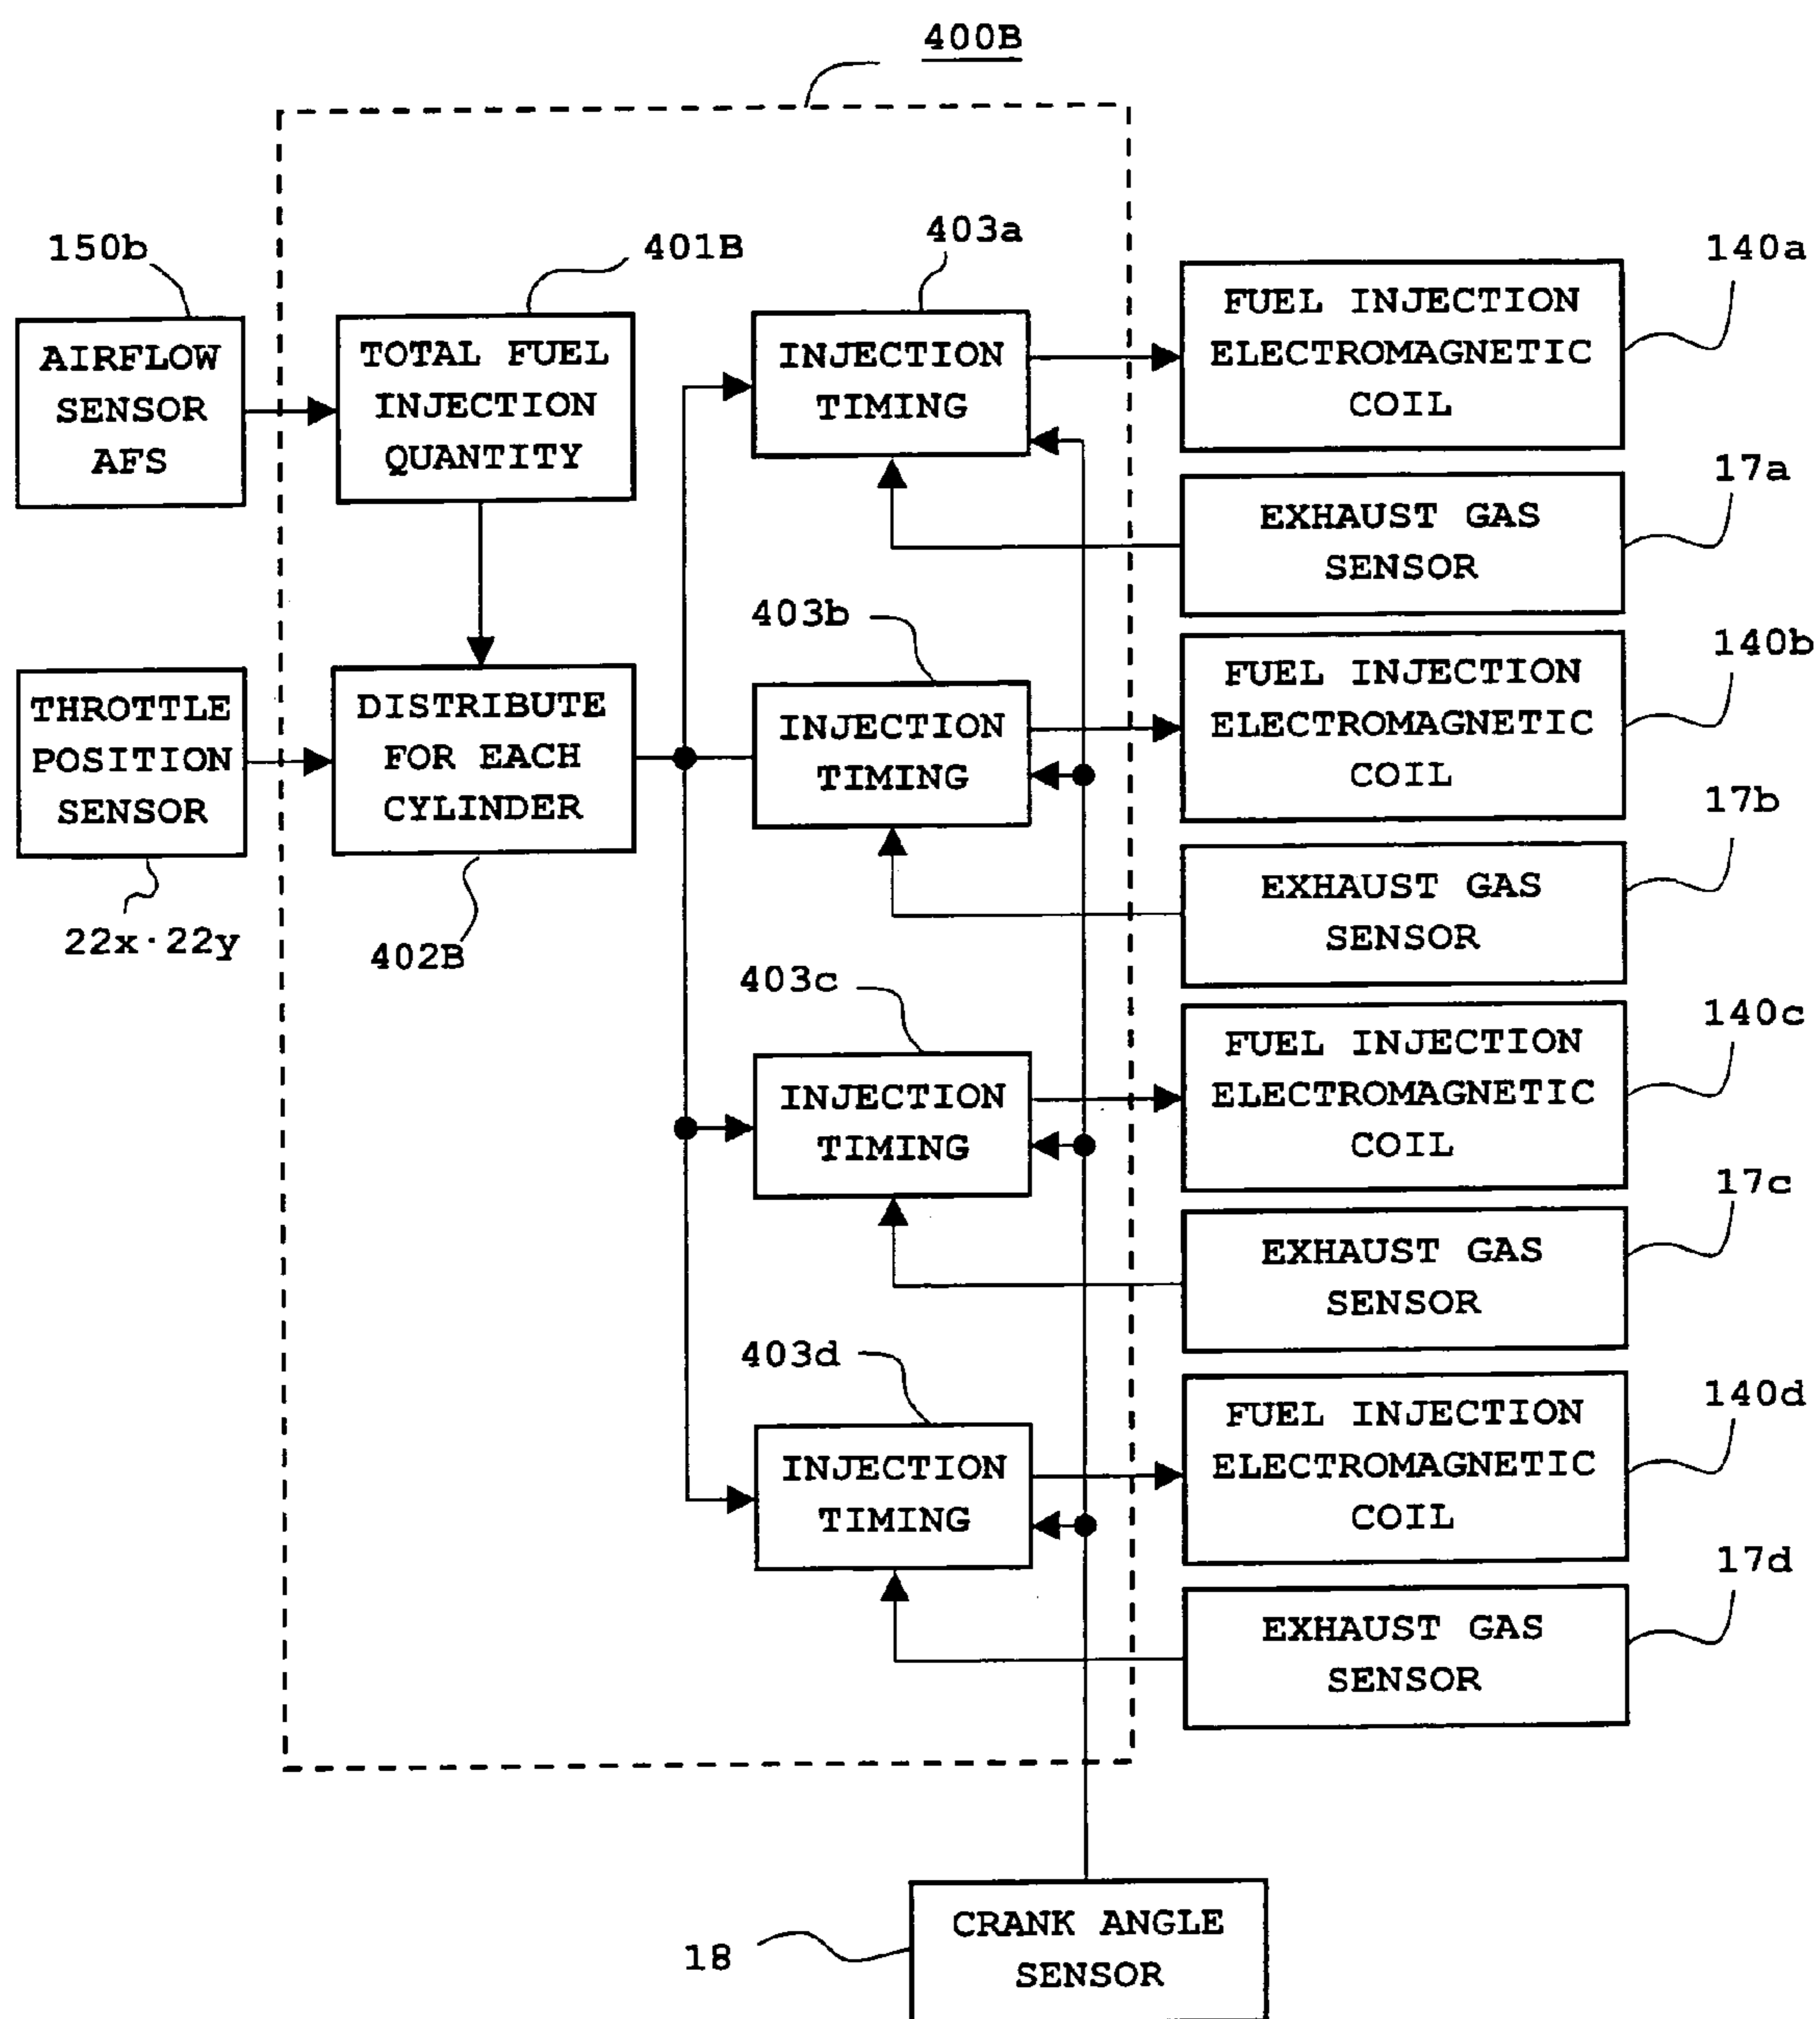 400B
150b
401B
403a
140a
AIRFLOW
SENSOR
AFS
TOTAL FUEL
INJECTION
QUANTITY
INJECTION
TIMING
FUEL INJECTION
ELECTROMAGNETIC
COIL
17a
EXHAUST GAS
SENSOR
403b
140b
THROTTLE
POSITION
SENSOR
DISTRIBUTE
FOR EACH
CYLINDER
INJECTION
TIMING
FUEL INJECTION
ELECTROMAGNETIC
COIL
17b
22x·22y
402B
EXHAUST GAS
SENSOR
403c
140c
INJECTION
TIMING
FUEL INJECTION
ELECTROMAGNETIC
COIL
17c
EXHAUST GAS
SENSOR
403d
140d
INJECTION
TIMING
FUEL INJECTION
ELECTROMAGNETIC
COIL
17d
EXHAUST GAS
SENSOR
18
CRANK ANGLE
SENSOR